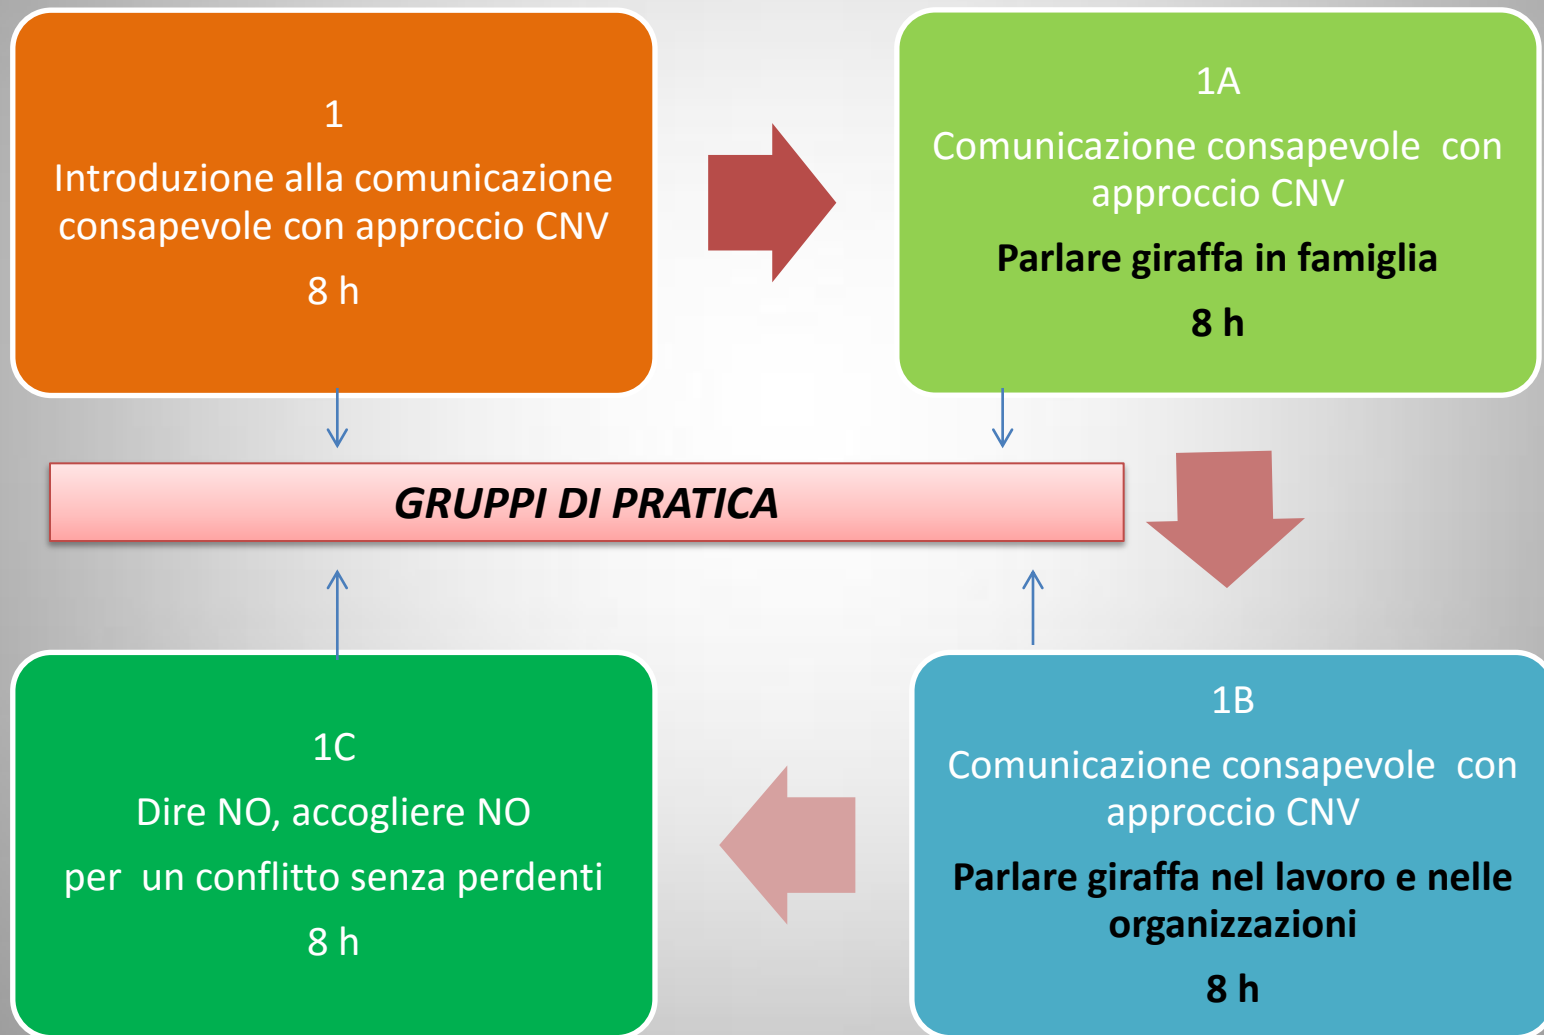 1
Introduzione alla comunicazione
consapevole con approccio CNV
8 h
1A
Comunicazione consapevole  con
approccio CNV
Parlare giraffa in famiglia
8 h
GRUPPI DI PRATICA
1C
Dire NO, accogliere NO
per  un conflitto senza perdenti
8 h
1B
Comunicazione consapevole  con
approccio CNV
Parlare giraffa nel lavoro e nelle
organizzazioni
8 h